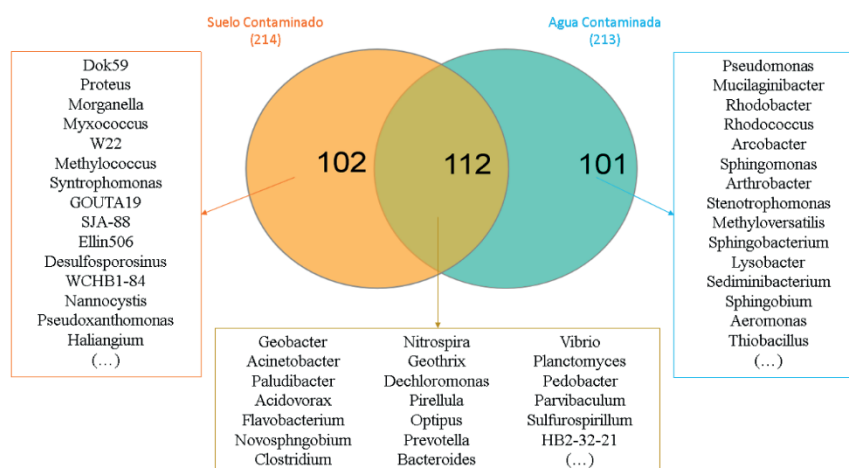 Suelo Contaminado
(214)
Agua Contaminada
(213)
Dok59
Proteus
Morganella
Myxococcus
W22
Methylococcus
Syntrophomonas
GOUTA19
SJA-88
Ellin506
Desulfosporosinus
WCHB1-84
Nannocystis
Pseudoxanthomonas
Haliangium
(…)
102
112
101
Pseudomonas
Mucilaginibacter
Rhodobacter
Rhodococcus
Arcobacter
Sphingomonas
Arthrobacter
Stenotrophomonas
Methyloversatilis
Sphingobacterium
Lysobacter
Sediminibacterium
Sphingobium
Aeromonas
Thiobacillus
(…)
Geobacter
Acinetobacter
Paludibacter
Acidovorax
Flavobacterium
Novosphngobium
Clostridium
Nitrospira
Geothrix
Dechloromonas
Pirellula
Optipus
Prevotella
Bacteroides
Vibrio
Planctomyces
Pedobacter
Parvibaculum
Sulfurospirillum
HB2-32-21
(…)